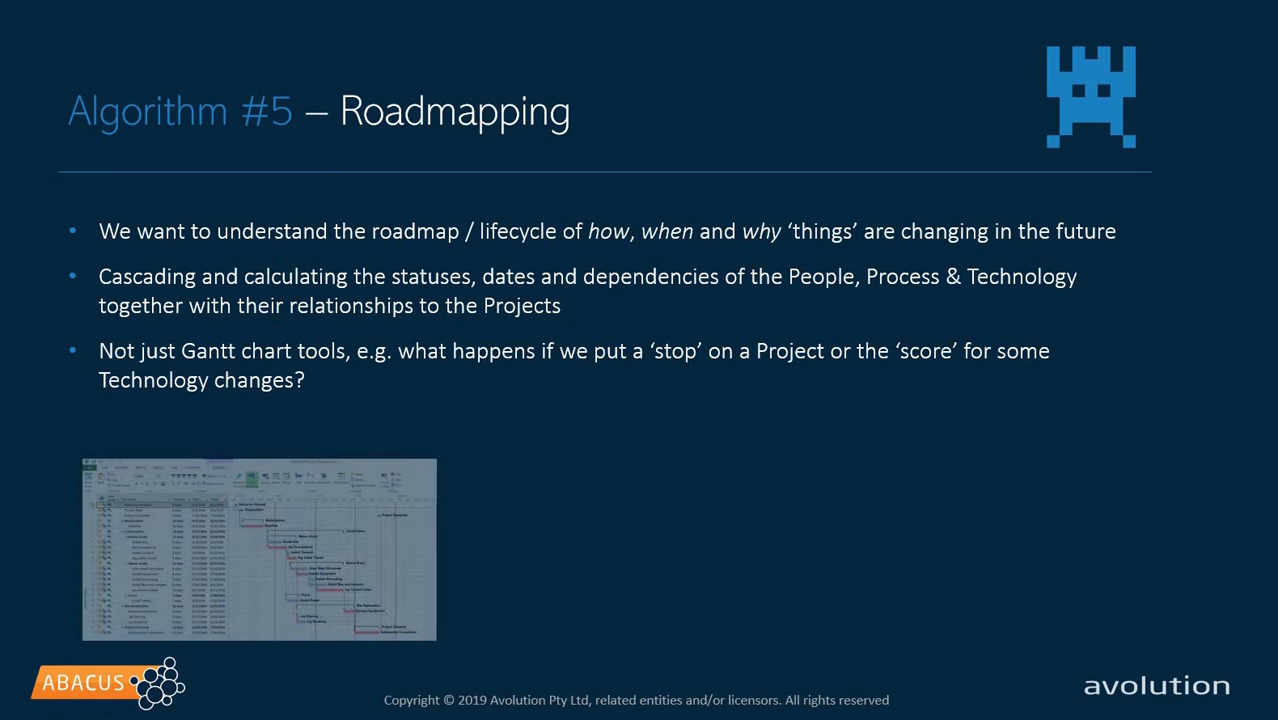 Algorithm #5 – Roadmapping
• We want to understand the roadmap / lifecycle of how, when and why ‘things’ are changing in the future
• Cascading and calculating the statuses, dates and dependencies of the People, Process & Technology
together with their relationships to the Projects
• Not just Gantt chart tools, e.g. what happens if we put a ‘stop’ on a Project or the ‘score’ for some
Technology changes?
ABACUS
Copyright © 2019 Avolution Pty Ltd, related entities and/or licensors. All rights reserved
avolution